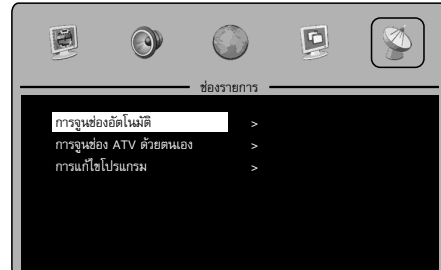 ช่องรายการ
การจูนช่องอัตโนมัติ >
การจูนช่อง ATV ด้วยตนเอง >
การแก้ไขโปรแกรม >